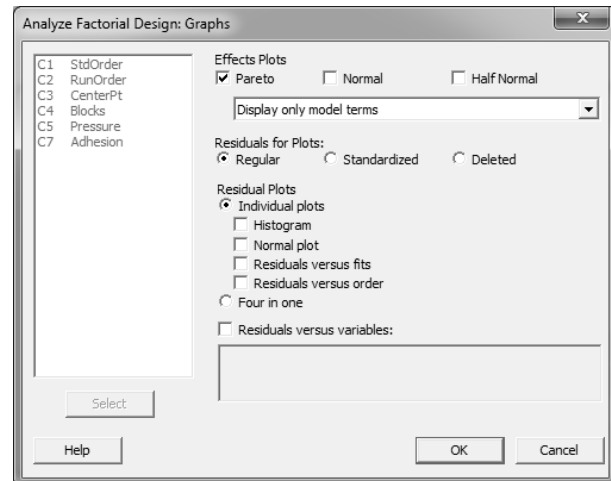 Analyze Factorial Design: Graphs
C1 StdOrder
C2 RunOrder
C3 CenterPt
C4 Blocks
C5 Pressure
C7 Adhesion
Select
Effects Plots
Pareto Normal Half Normal
Display only model terms
Residuals for Plots:
Regular Standardized Deleted
Residual Plots
Individual plots
Histogram
Normal plot
Residuals versus fits
Residuals versus order
Four in one
Residuals versus variables:
Help OK Cancel